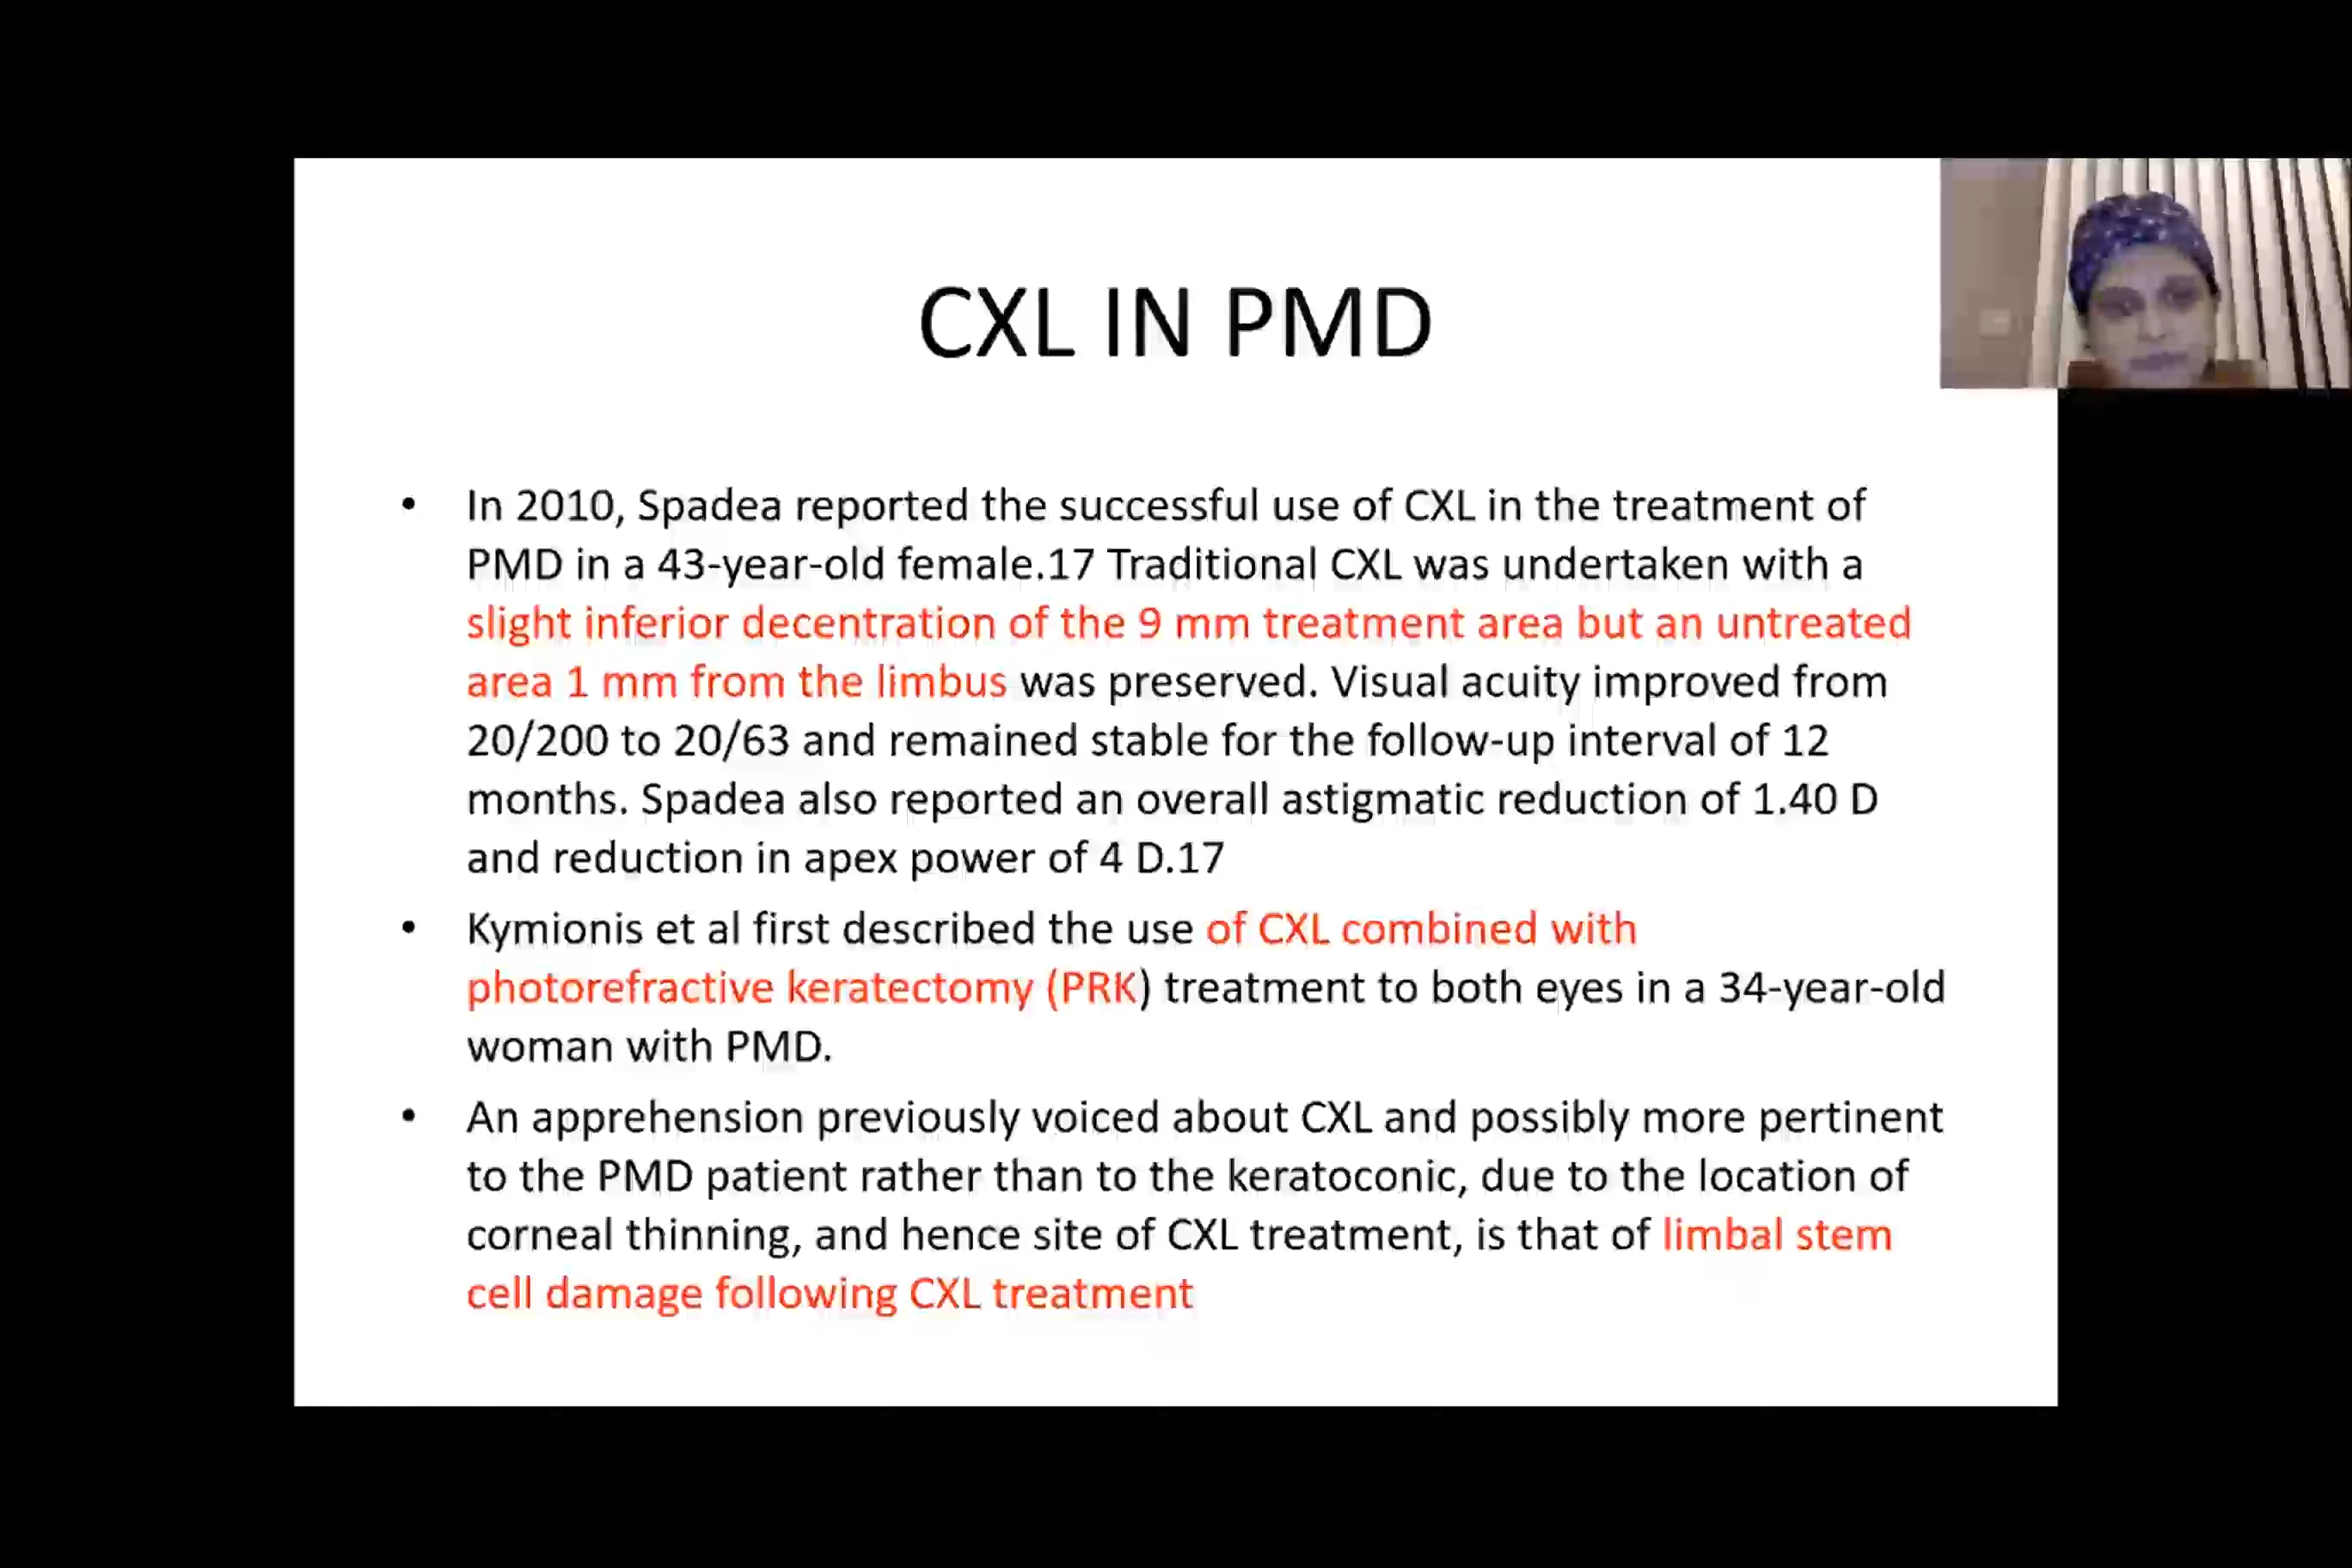 CXL IN PMD
• In 2010, Spadea reported the successful use of CXL in the treatment of
PMD in a 43-year-old female.17 Traditional CXL was undertaken with a
slight inferior decentration of the 9 mm treatment area but an untreated
area 1 mm from the limbus was preserved. Visual acuity improved from
20/200 to 20/63 and remained stable for the follow-up interval of 12
months. Spadea also reported an overall astigmatic reduction of 1.40 D
and reduction in apex power of 4 D.17
• Kymionis et al first described the use of CXL combined with
photorefractive keratectomy (PRK) treatment to both eyes in a 34-year-old
woman with PMD.
• An apprehension previously voiced about CXL and possibly more pertinent
to the PMD patient rather than to the keratoconic, due to the location of
corneal thinning, and hence site of CXL treatment, is that of limbal stem
cell damage following CXL treatment